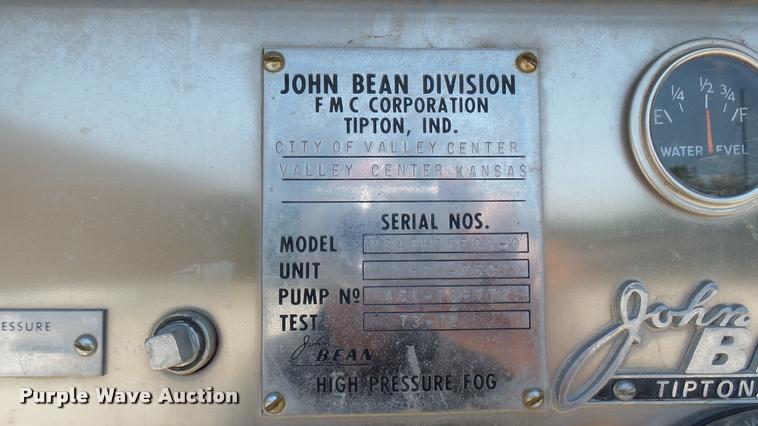 JOHN BEAN DIVISION
FMC CORPORATION
TIPTON, IND.
CITY OF VALLEY CENTER
VALLEY CENTER KANSAS
SERIAL NOS.
MODEL
UNIT
PUMP Nº
TEST
John
BEAN
HIGH PRESSURE FOG
E 1/4 1/2 3/4 F
WATER LEVEL
ESSURE
John
TIPTON,
Purple Wave Auction